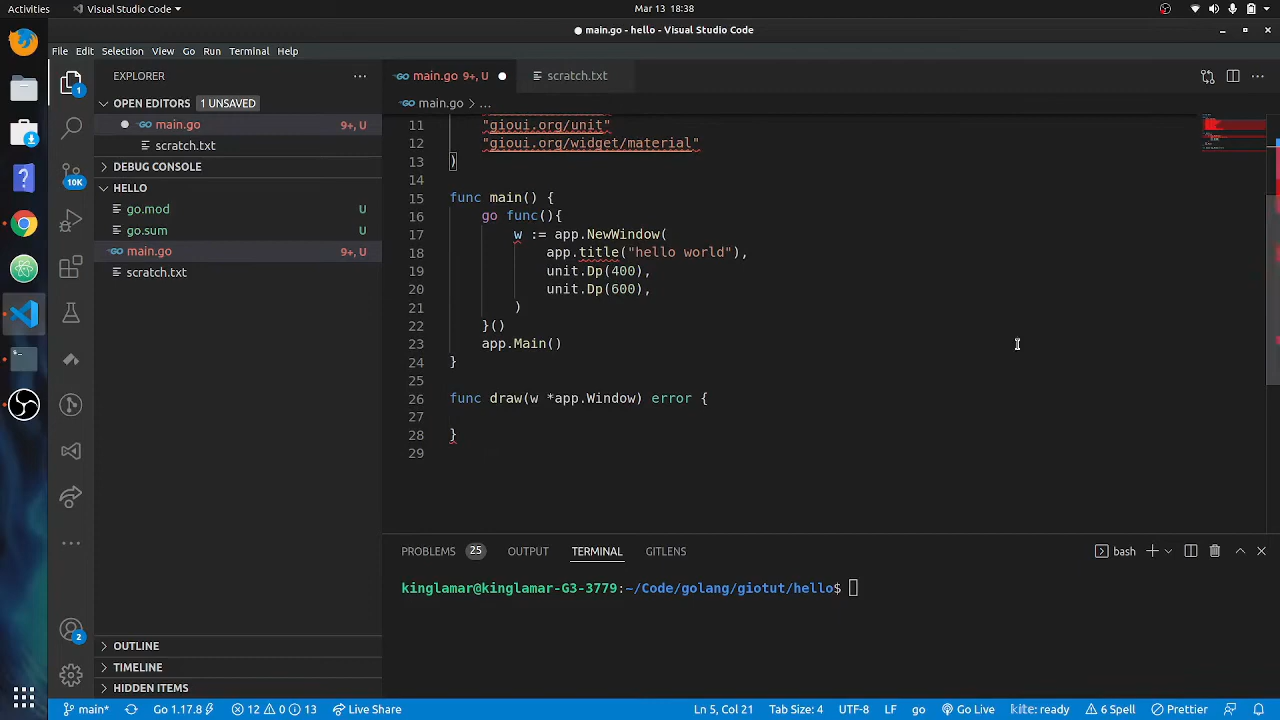 Activities
Visual Studio Code
Mar 13 18:38
main.go - hello - Visual Studio Code
File Edit Selection View Go Run Terminal Help
EXPLORER
OPEN EDITORS 1 UNSAVED
main.go 9+, U
scratch.txt
DEBUG CONSOLE
HELLO
go.mod U
go.sum U
main.go 9+, U
scratch.txt
OUTLINE
TIMELINE
HIDDEN ITEMS
1
10K
2
main.go 9+, U
scratch.txt
main.go > ...
11 "gioui.org/unit"
12 "gioui.org/widget/material"
13 )
14
15 func main() {
16 go func(){
17 w := app.NewWindow(
18 app.title("hello world"),
19 unit.Dp(400),
20 unit.Dp(600),
21 )
22 }()
23 app.Main()
24 }
25
26 func draw(w *app.Window) error {
27
28 }
29
PROBLEMS 25 OUTPUT TERMINAL GITLENS
bash
kinglamar@kinglamar-G3-3779:~/Code/golang/giotut/hello$
main* Go 1.17.8 12 0 13 Live Share Ln 5, Col 21 Tab Size: 4 UTF-8 LF go Go Live kite: ready 6 Spell Prettier